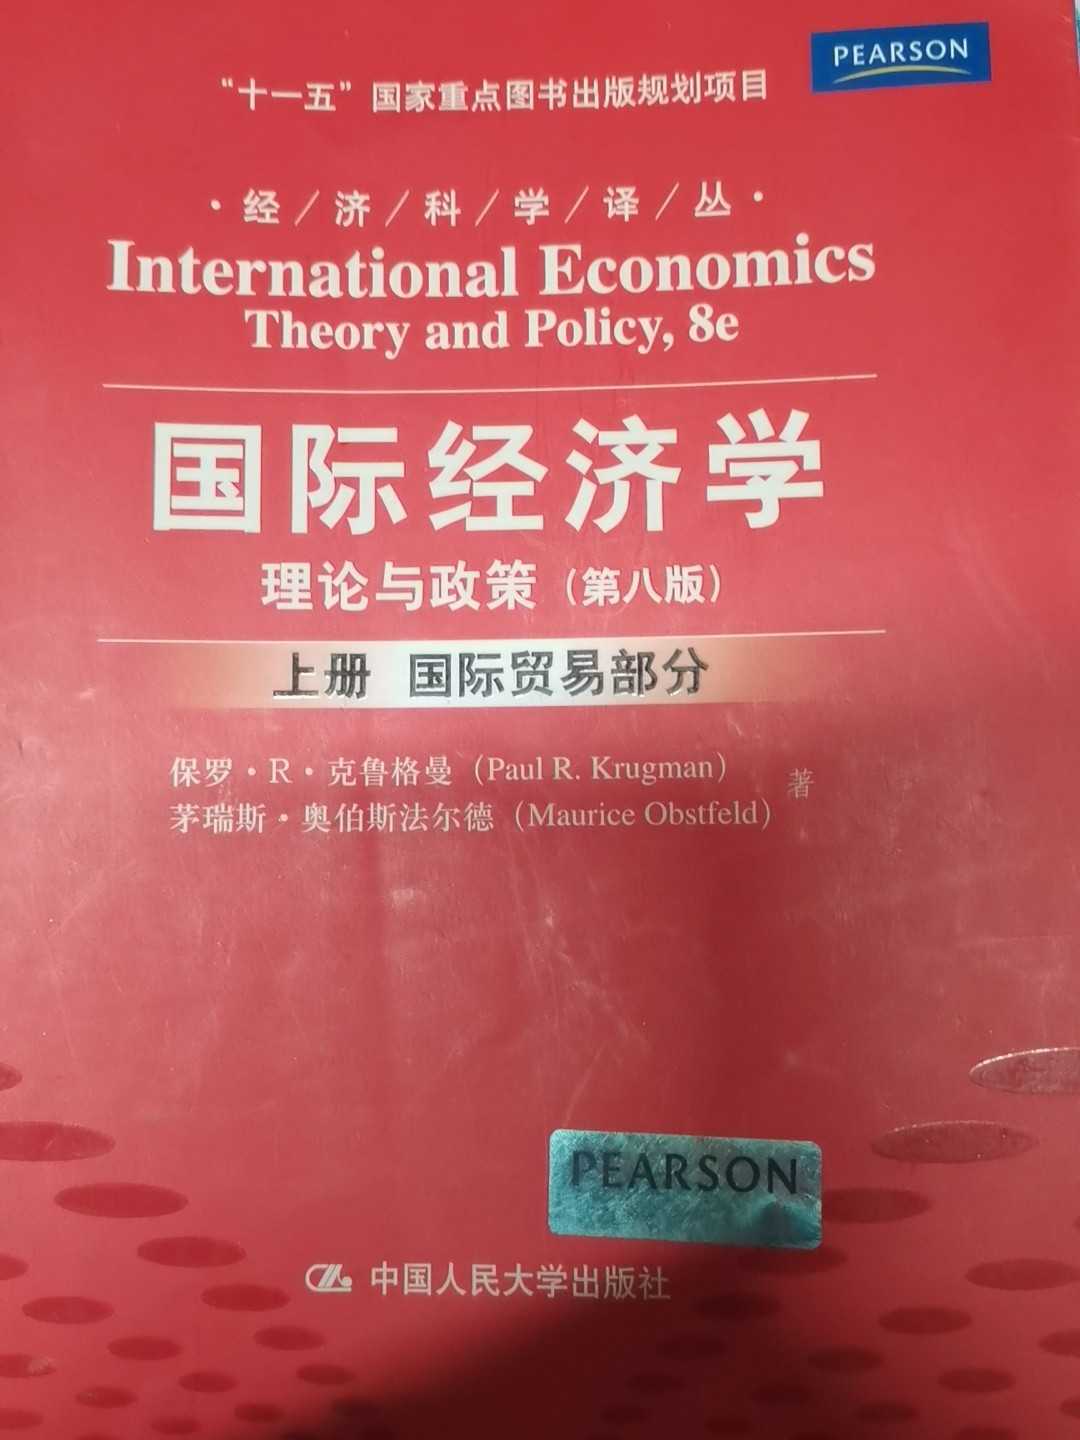 PEARSON
“十一五”国家重点图书出版规划项目
·经/济/科/学/译/丛·
International Economics
Theory and Policy, 8e
国际经济学
理论与政策（第八版）
上册 国际贸易部分
保罗·R·克鲁格曼（Paul R. Krugman）
茅瑞斯·奥伯斯法尔德（Maurice Obstfeld）
著
PEARSON
中国人民大学出版社